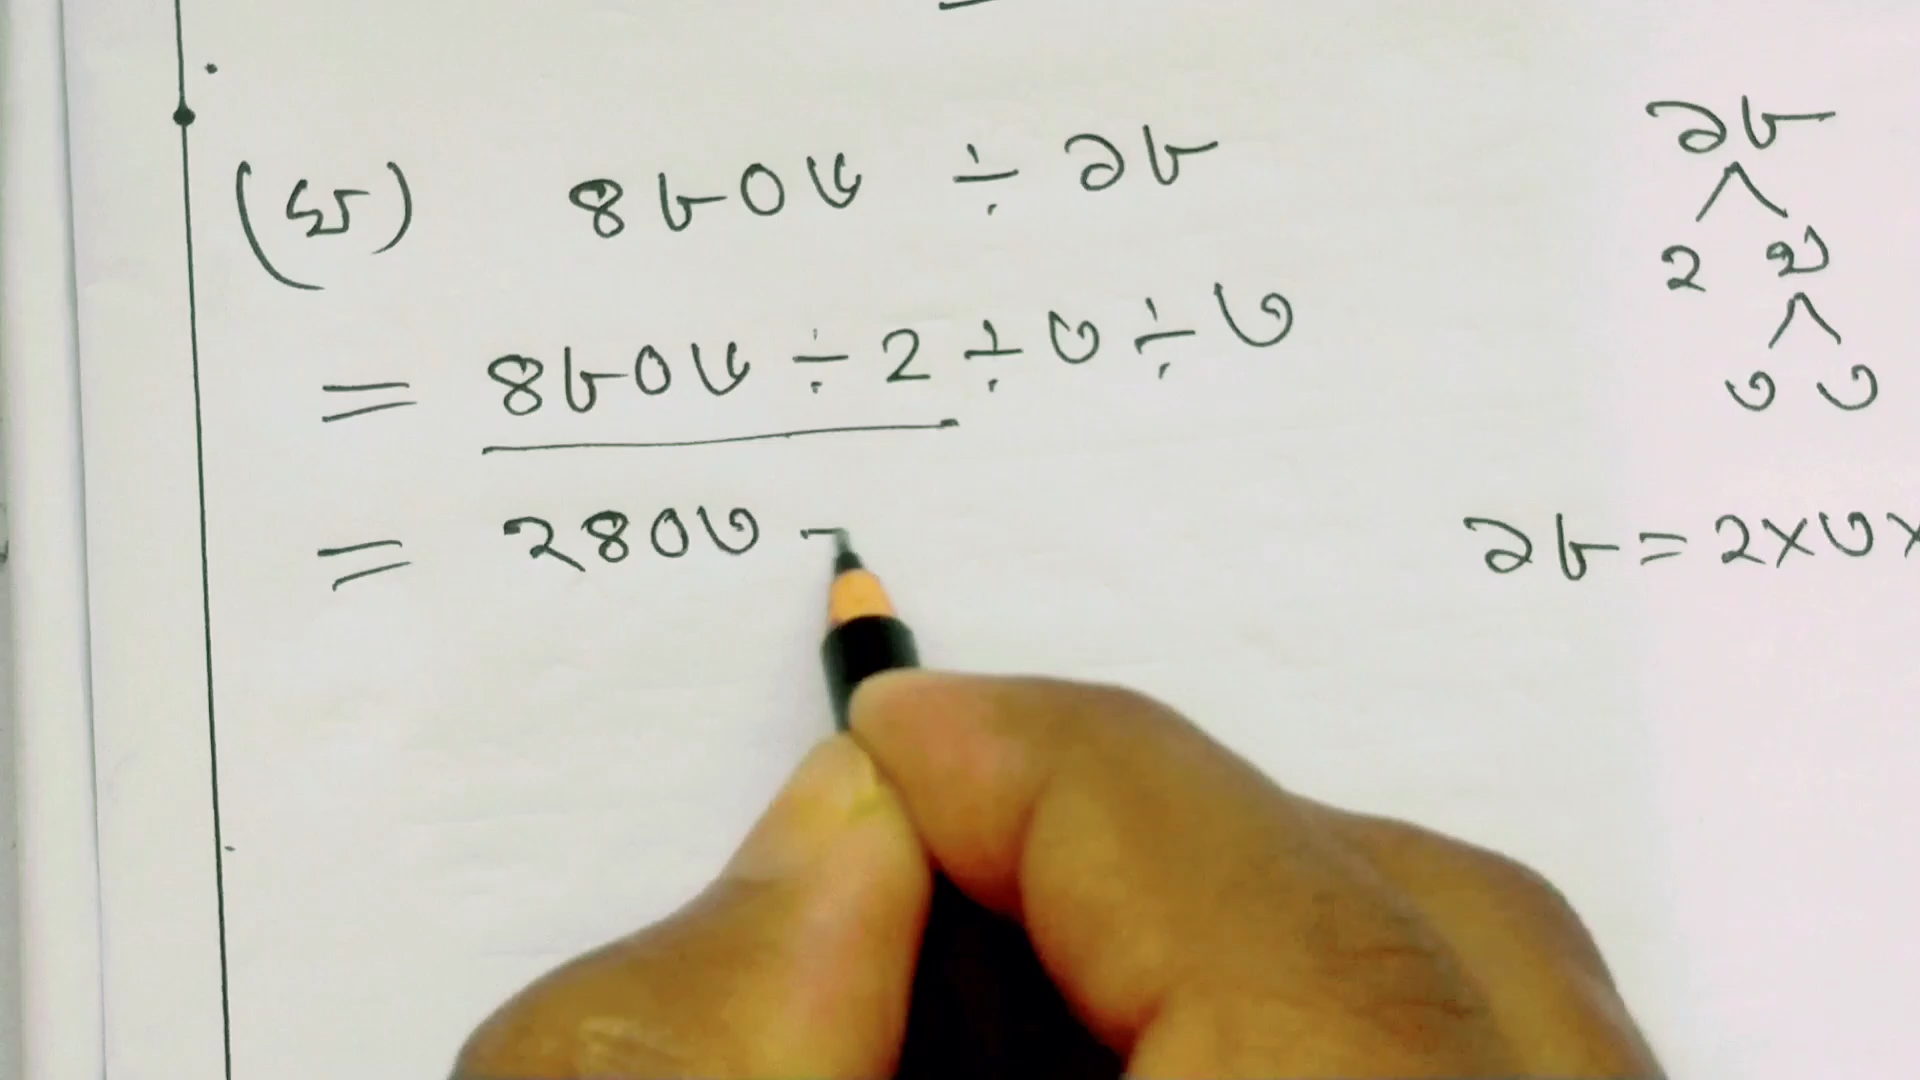 (ঘ) ৪৮০৬ ÷ ১৮
= ৪৮০৬ ÷ ২ ÷ ৩ ÷ ৩
= ২৪০৩ -
১৮
২ ৯
৩ ৩
১৮ = ২×৩×